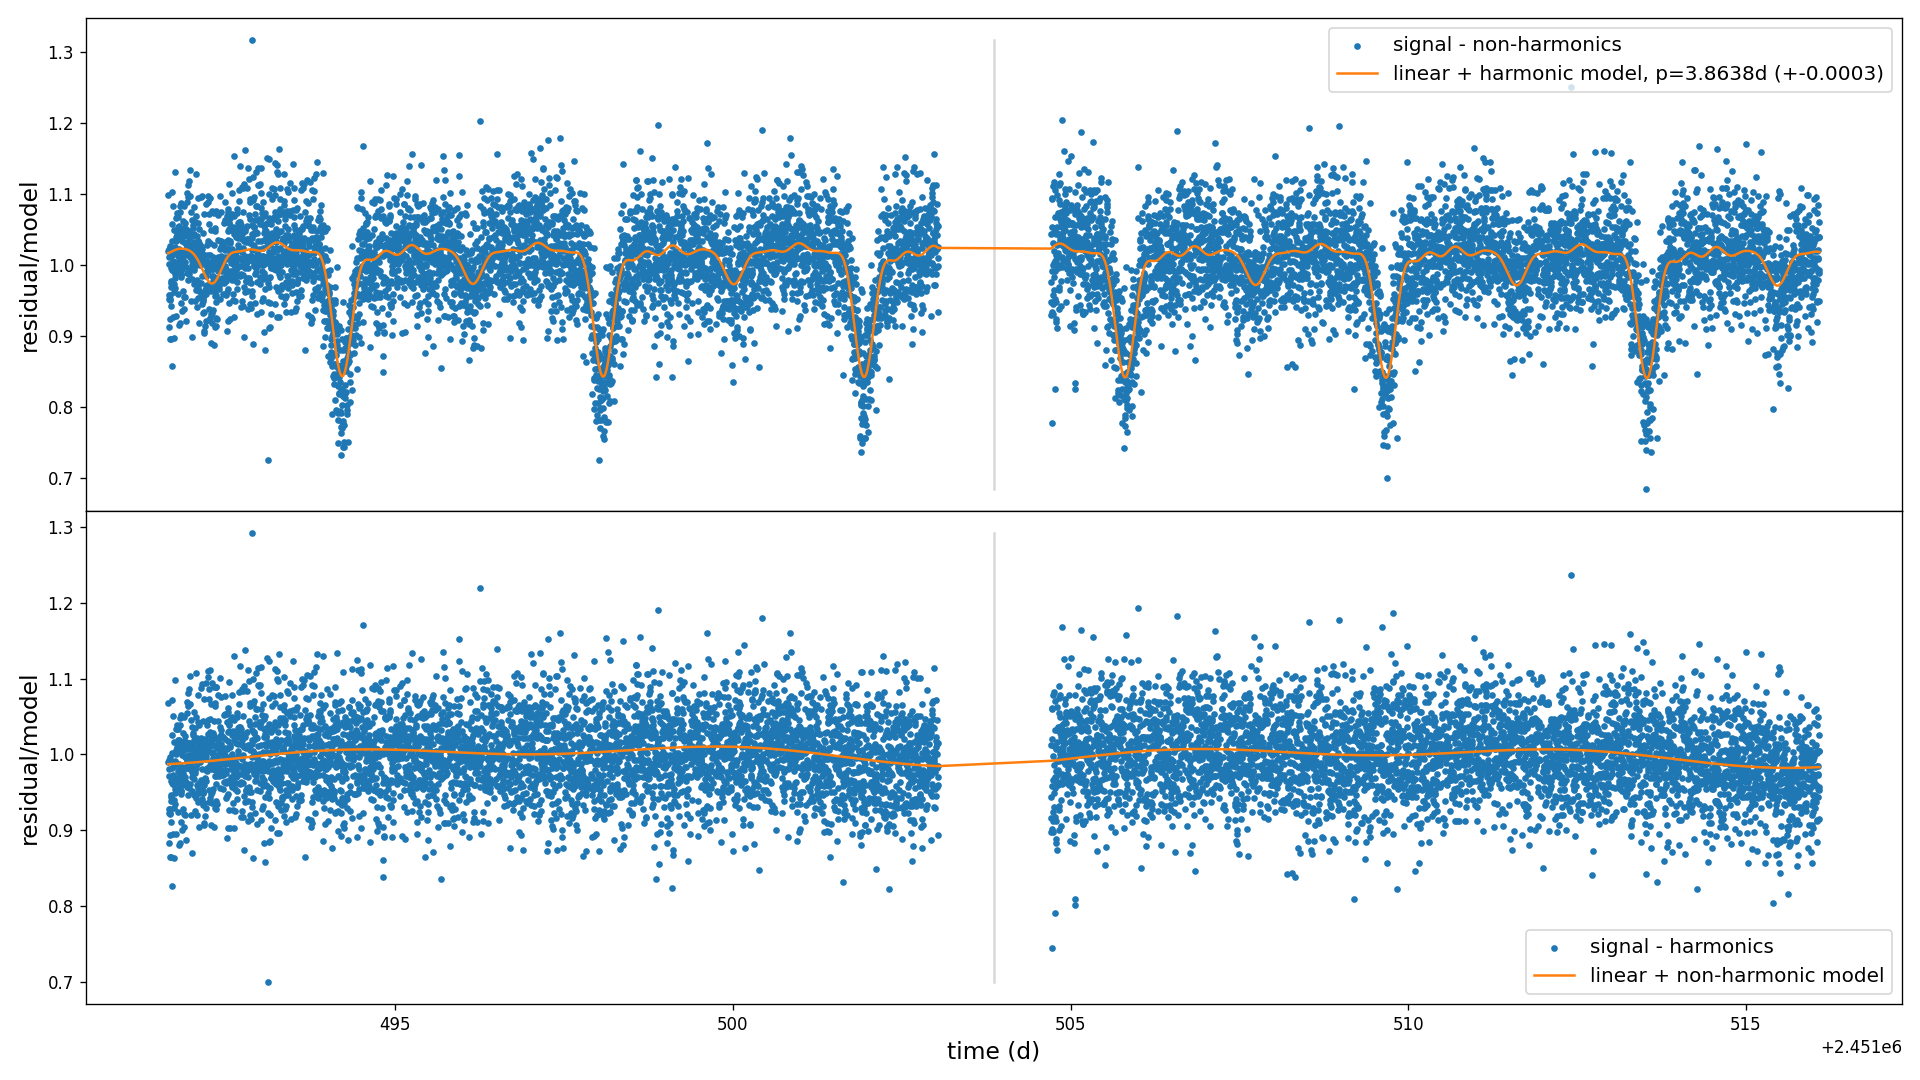 signal - non-harmonics
linear + harmonic model, p=3.8638d (+-0.0003)
1.3
1.2
1.1
1.0
0.9
0.8
0.7
residual/model
1.3
1.2
1.1
1.0
0.9
0.8
0.7
residual/model
signal - harmonics
linear + non-harmonic model
495
500
505
510
515
time (d)
+2.451e6